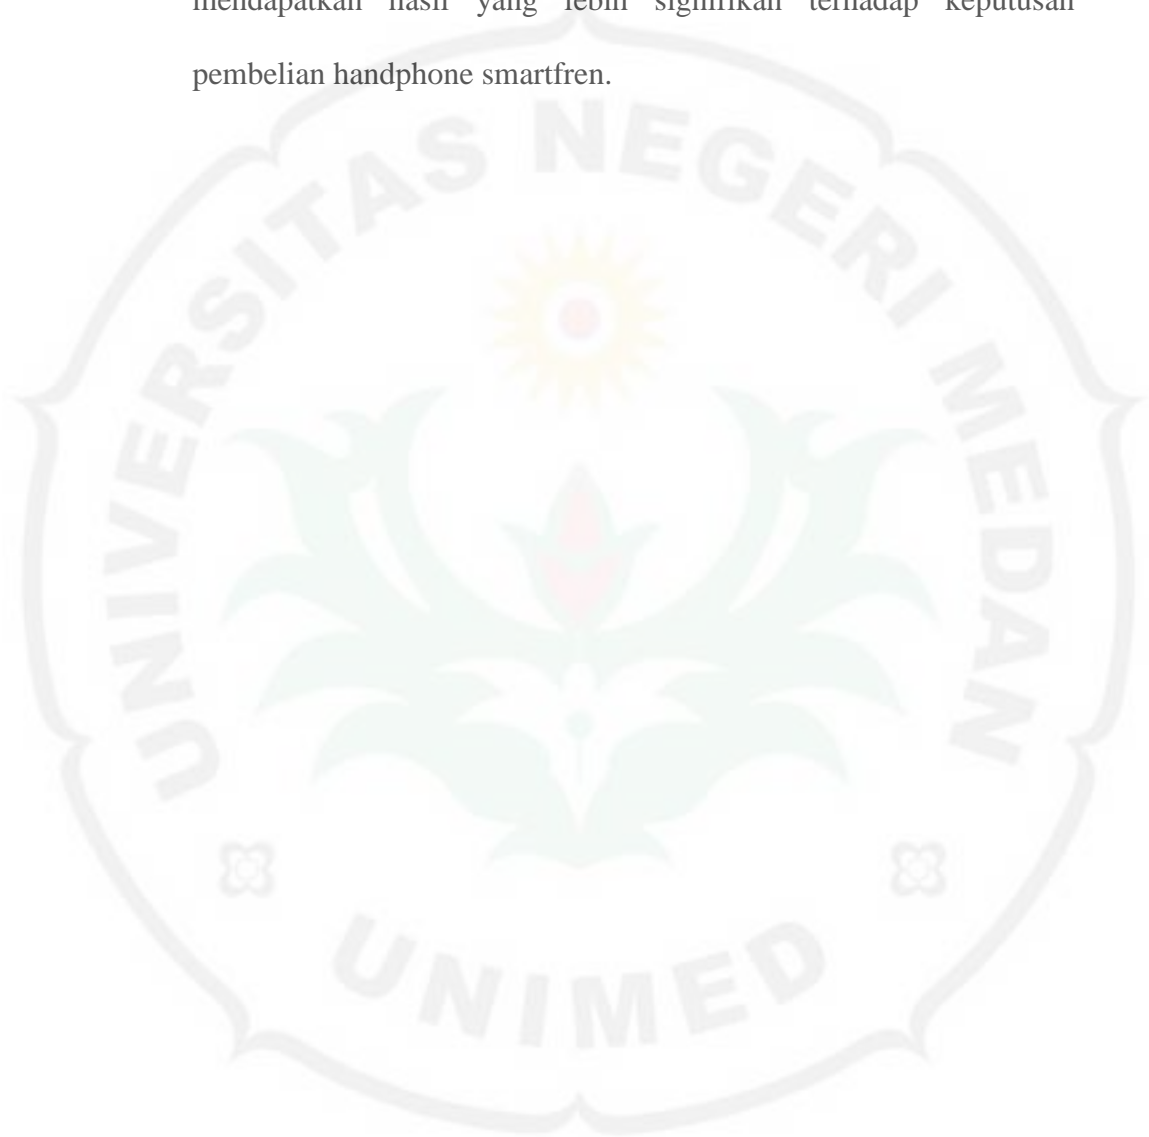 mendapatkan hasil yang lebih signifikan terhadap keputusan
pembelian handphone smartfren.
UNIVERSITAS NEGERI MEDAN
UNIMED